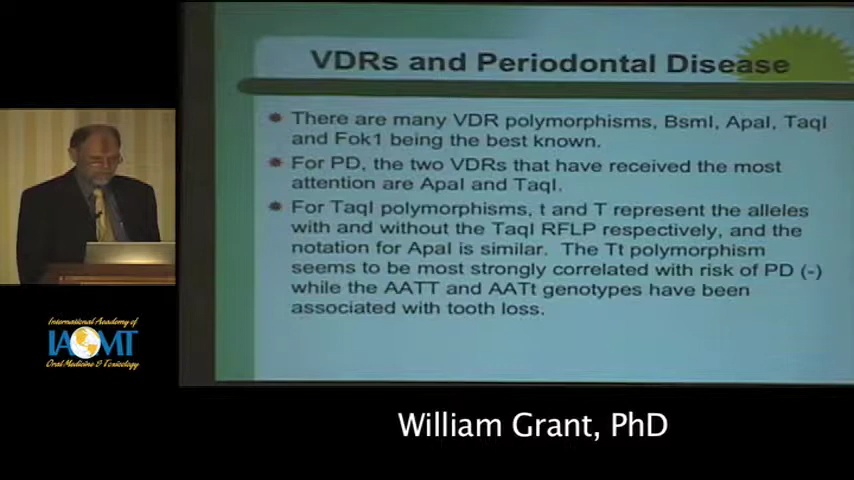 VDRs and Periodontal Disease
There are many VDR polymorphisms, BsmI, ApaI, TaqI
and Fok1 being the best known.
For PD, the two VDRs that have received the most
attention are ApaI and TaqI.
For TaqI polymorphisms, t and T represent the alleles
with and without the TaqI RFLP respectively, and the
notation for ApaI is similar. The Tt polymorphism
seems to be most strongly correlated with risk of PD (-)
while the AATT and AATt genotypes have been
associated with tooth loss.
International Academy of
IAOMT
Oral Medicine & Toxicology
William Grant, PhD